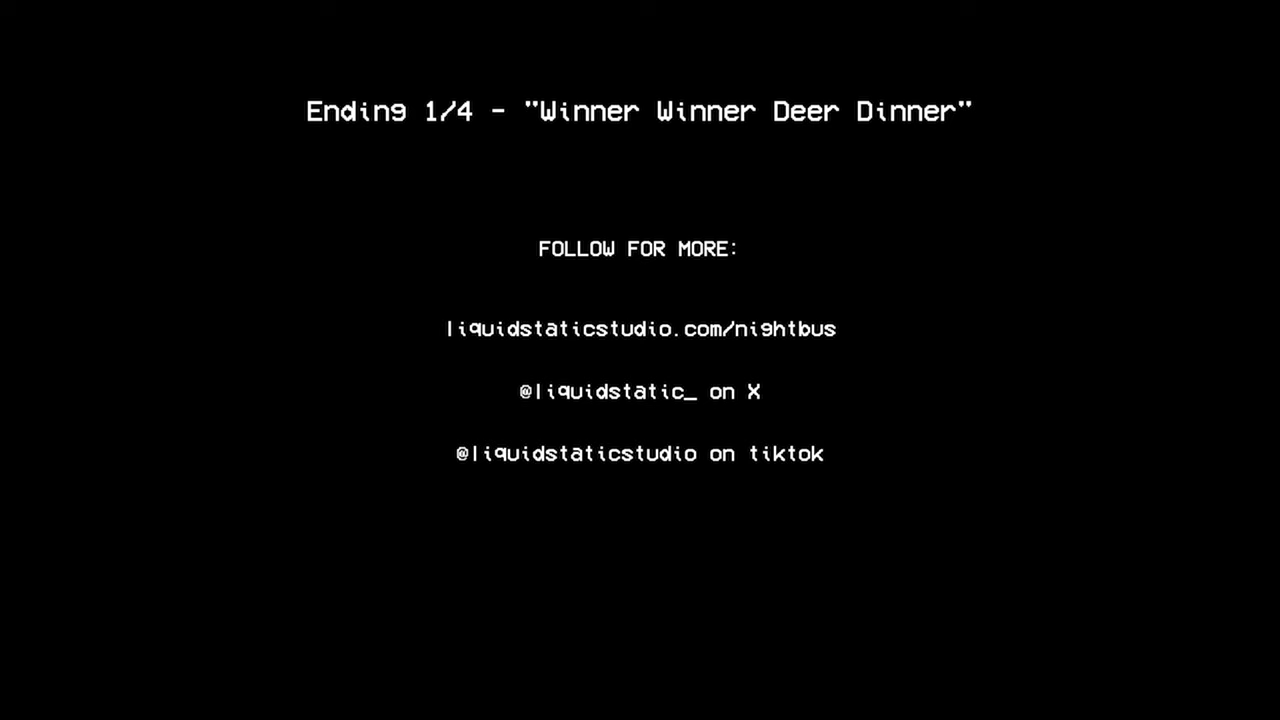 Ending 1/4 - "Winner Winner Deer Dinner"
FOLLOW FOR MORE:
liquidstaticstudio.com/nightbus
@liquidstatic_ on X
@liquidstaticstudio on tiktok